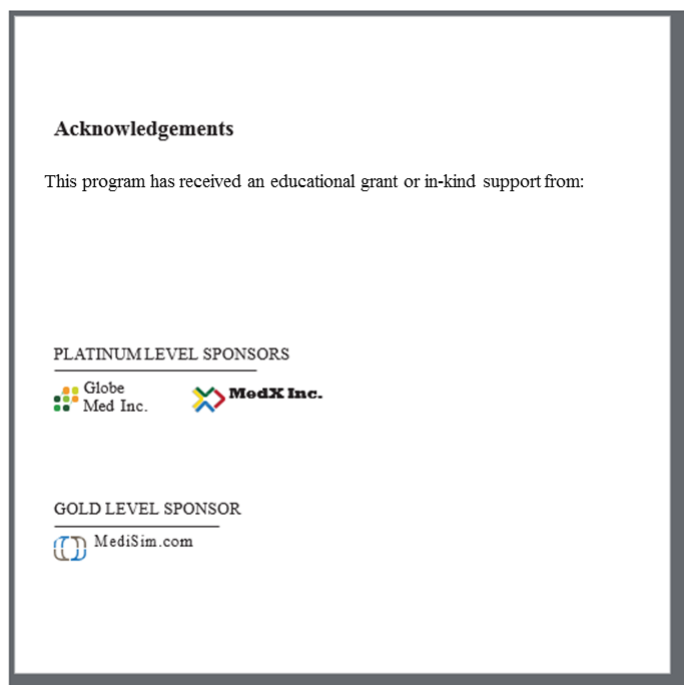 Acknowledgements
This program has received an educational grant or in-kind support from:
PLATINUM LEVEL SPONSORS
Globe
Med Inc.
MedX Inc.
GOLD LEVEL SPONSOR
MediSim.com